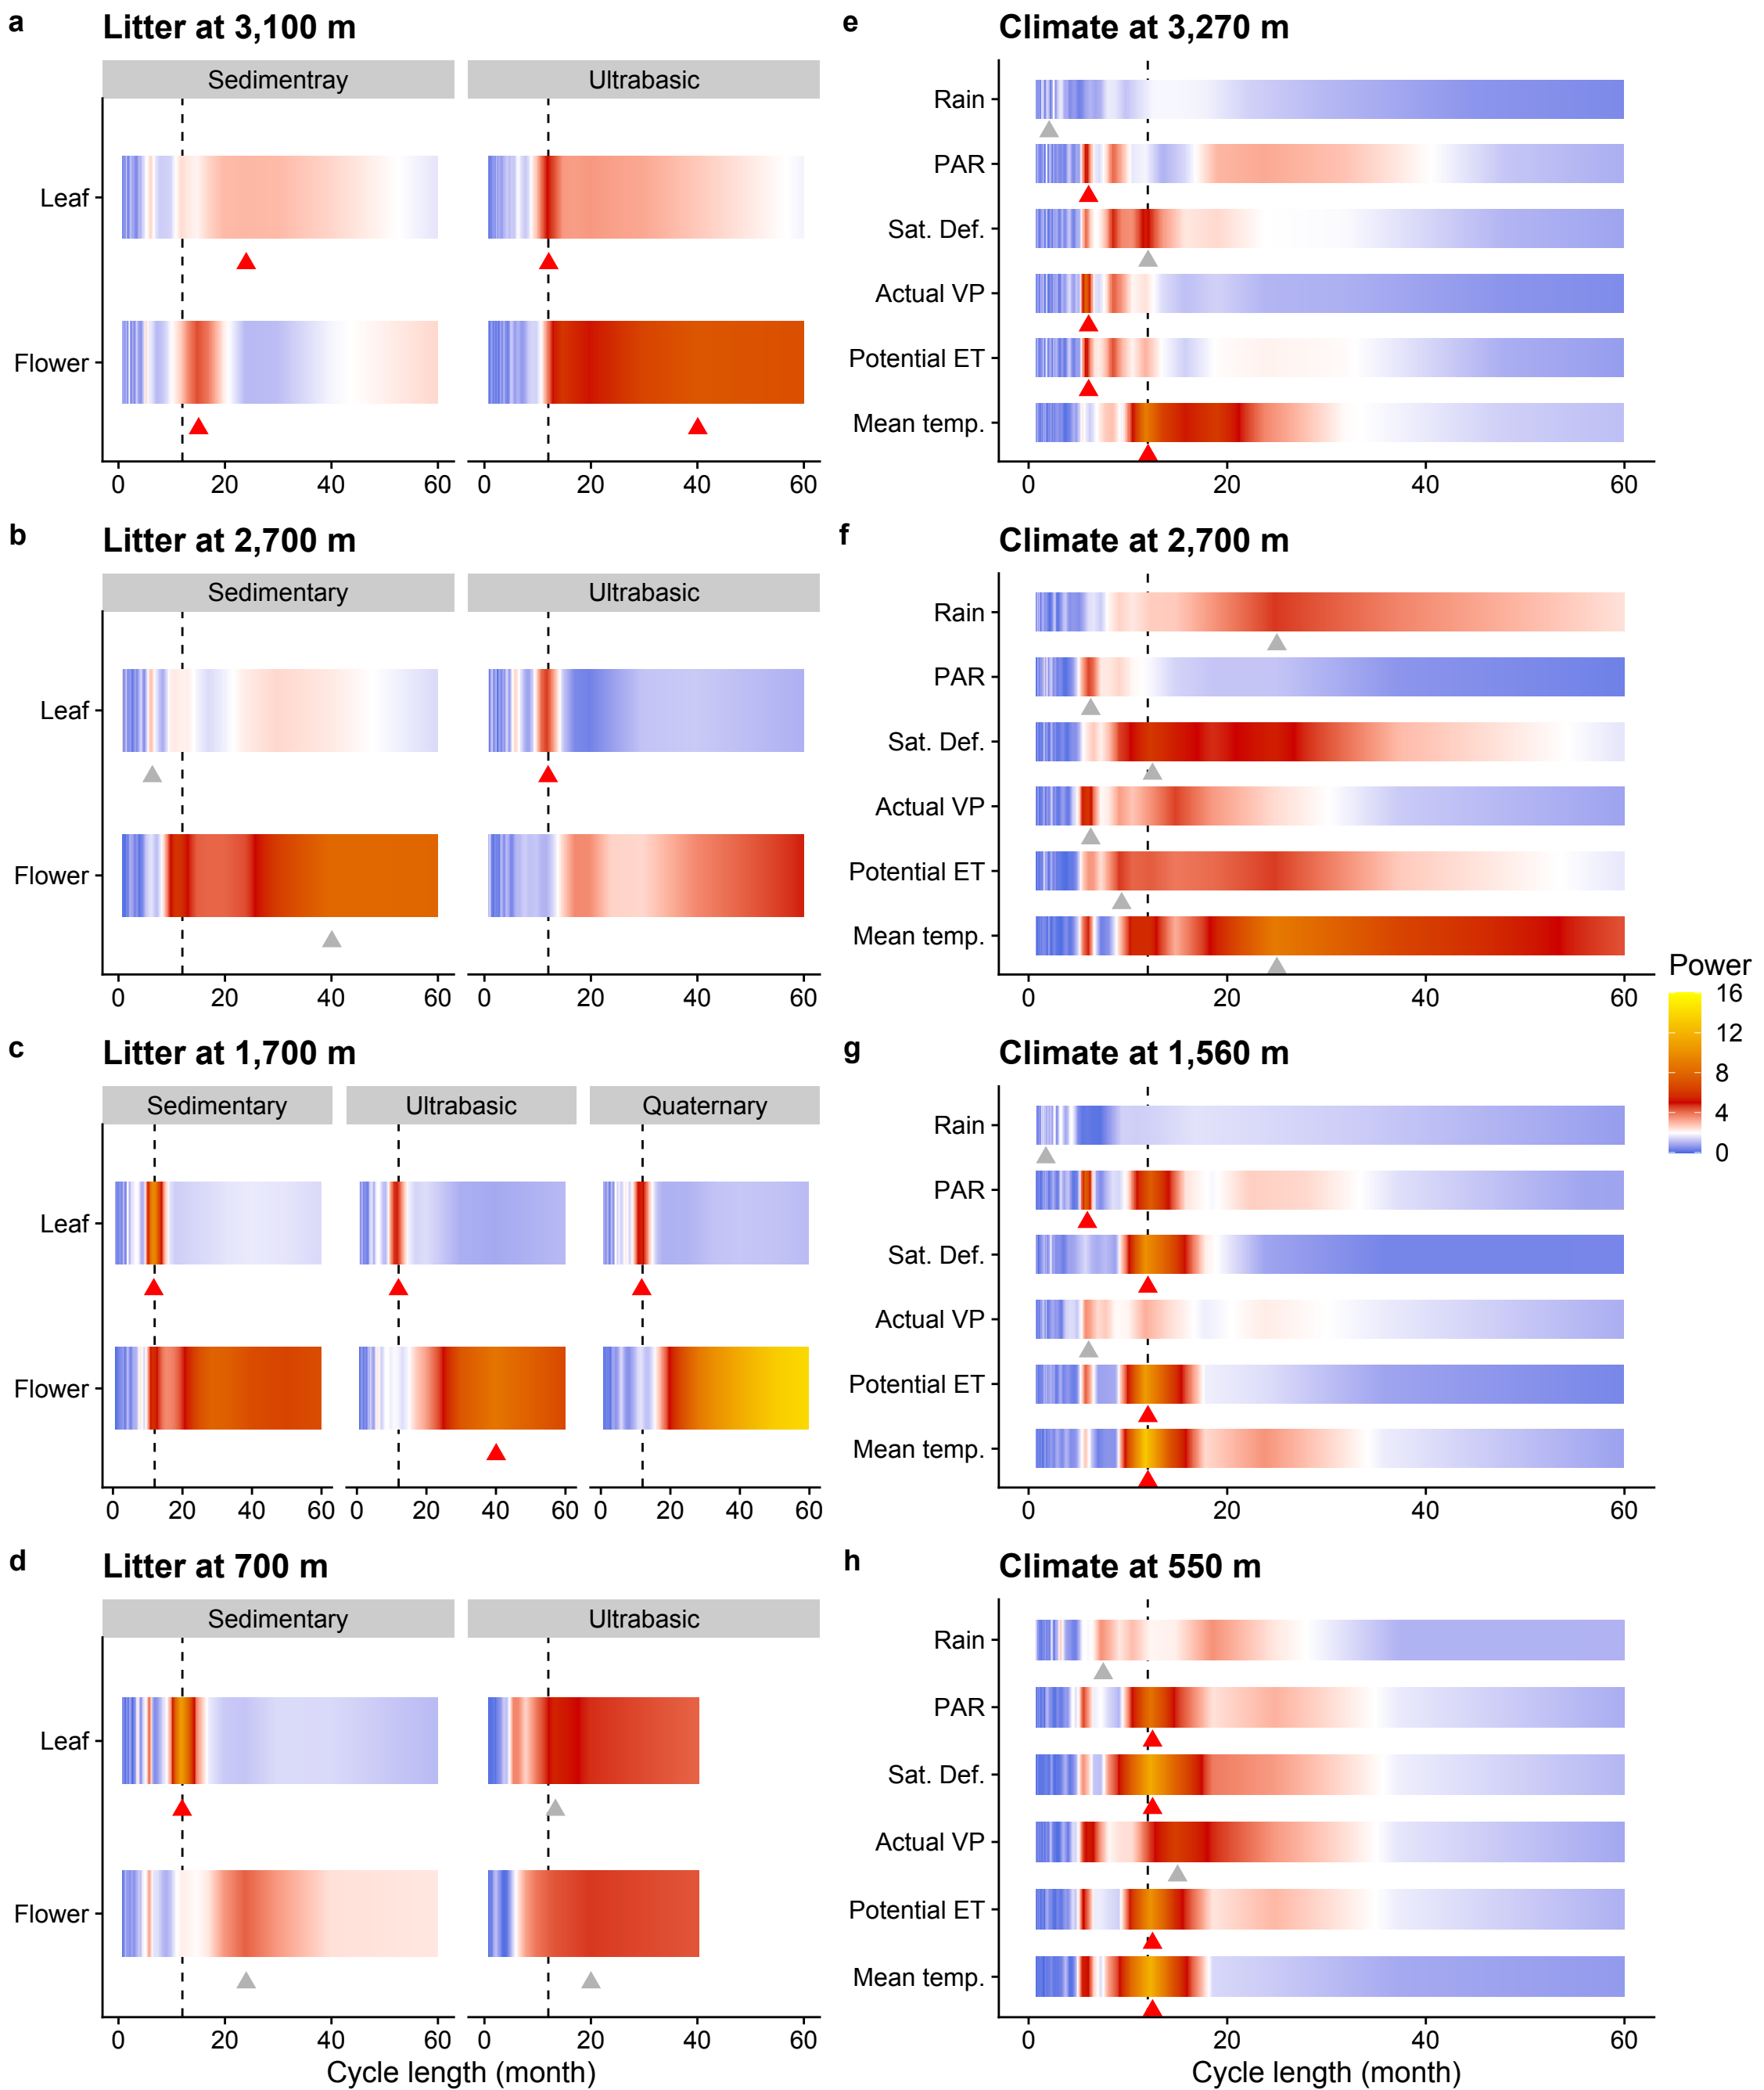 a Litter at 3,100 m
Sedimentray Ultrabasic
Leaf
Flower
0 20 40 60 0 20 40 60
e Climate at 3,270 m
Rain
PAR
Sat. Def.
Actual VP
Potential ET
Mean temp.
0 20 40 60
b Litter at 2,700 m
Sedimentary Ultrabasic
Leaf
Flower
0 20 40 60 0 20 40 60
f Climate at 2,700 m
Rain
PAR
Sat. Def.
Actual VP
Potential ET
Mean temp.
0 20 40 60
Power
16
12
8
4
0
c Litter at 1,700 m
Sedimentary Ultrabasic Quaternary
Leaf
Flower
0 20 40 60 0 20 40 60 0 20 40 60
g Climate at 1,560 m
Rain
PAR
Sat. Def.
Actual VP
Potential ET
Mean temp.
0 20 40 60
d Litter at 700 m
Sedimentary Ultrabasic
Leaf
Flower
0 20 40 60 0 20 40 60
Cycle length (month)
h Climate at 550 m
Rain
PAR
Sat. Def.
Actual VP
Potential ET
Mean temp.
0 20 40 60
Cycle length (month)